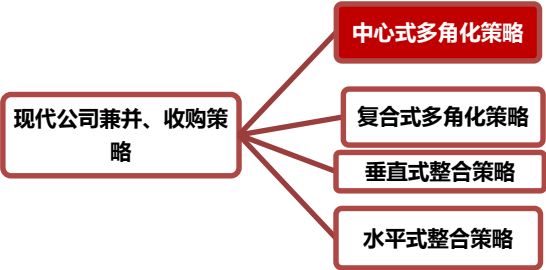 中心式多角化策略
现代公司兼并、收购策
略
复合式多角化策略
垂直式整合策略
水平式整合策略